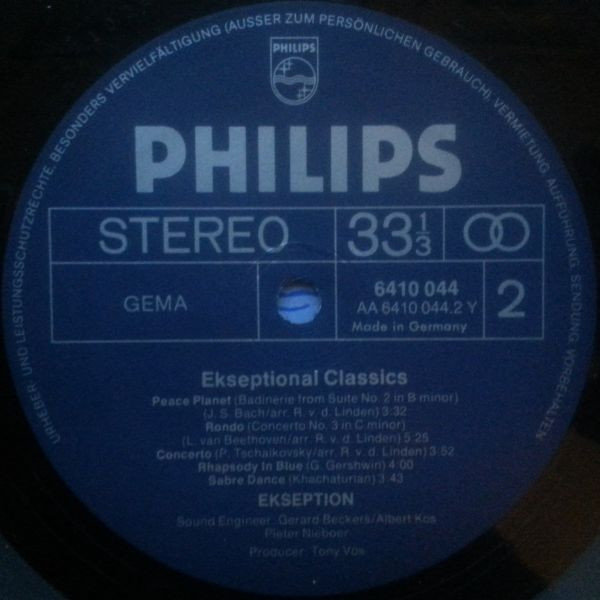 URHEBER- UND LEISTUNGSSCHUTZRECHTE, BESONDERS VERVIELFÄLTIGUNG (AUSSER ZUM PERSÖNLICHEN GEBRAUCH), VERMIETUNG, AUFFÜHRUNG, SENDUNG, VORBEHALTEN
PHILIPS
PHILIPS
STEREO
33 1/3
GEMA
6410 044
AA 6410 044.2 Y
Made in Germany
2
Ekseptional Classics
Peace Planet (Badinerie from Suite No. 2 in B minor)
(J. S. Bach/arr. R. v. d. Linden) 3:32
Rondo (Concerto No. 3 in C minor)
(L. van Beethoven/arr. R. v. d. Linden) 5:25
Concerto (P. Tschaikovsky/arr. R. v. d. Linden) 3:52
Rhapsody In Blue (G. Gershwin) 4:00
Sabre Dance (Khachaturian) 3:43
EKSEPTION
Sound Engineer: Gerard Beckers/Albert Kos
Pieter Nieboer
Producer: Tony Vos